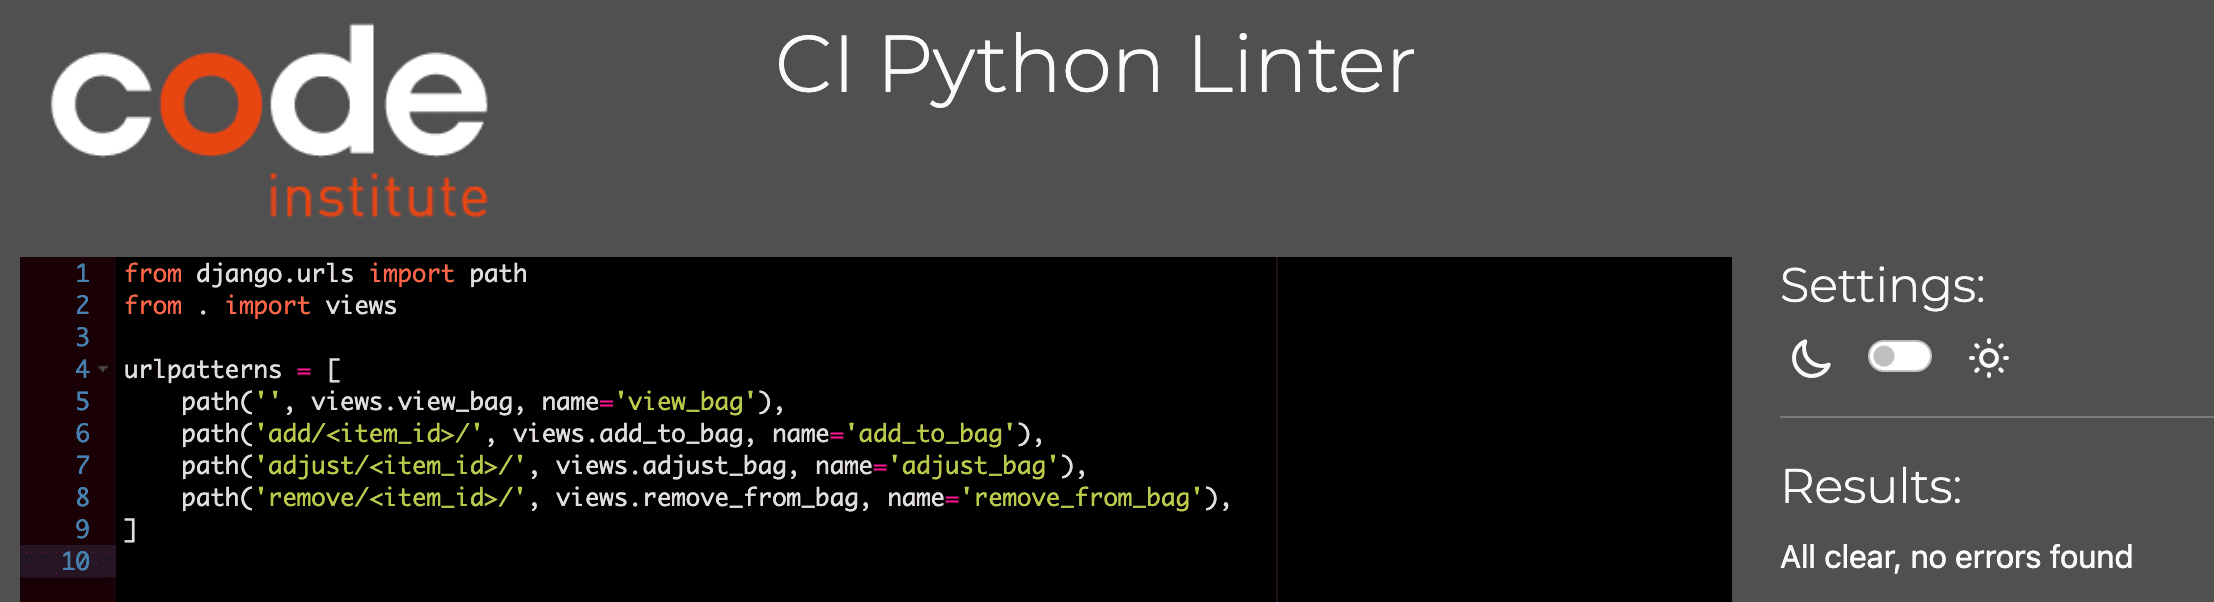 code
institute
CI Python Linter
1 from django.urls import path
2 from . import views
3
4 urlpatterns = [
5     path('', views.view_bag, name='view_bag'),
6     path('add/<item_id>/', views.add_to_bag, name='add_to_bag'),
7     path('adjust/<item_id>/', views.adjust_bag, name='adjust_bag'),
8     path('remove/<item_id>/', views.remove_from_bag, name='remove_from_bag'),
9 ]
10
Settings:
Results:
All clear, no errors found